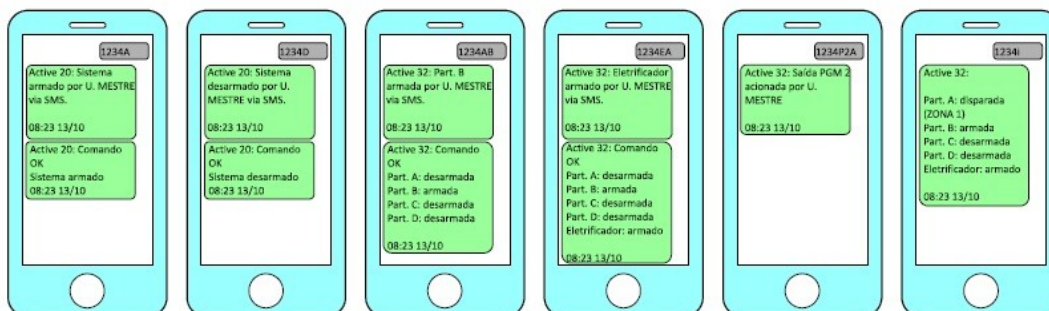 1234A
Active 20: Sistema
armado por U. MESTRE
via SMS.
08:23 13/10
Active 20: Comando
OK
Sistema armado
08:23 13/10
1234D
Active 20: Sistema
desarmado por U.
MESTRE via SMS.
08:23 13/10
Active 20: Comando
OK
Sistema desarmado
08:23 13/10
1234AB
Active 32: Part. B
armada por U. MESTRE
via SMS.
08:23 13/10
Active 32: Comando
OK
Part. A: desarmada
Part. B: armada
Part. C: desarmada
Part. D: desarmada
08:23 13/10
1234EA
Active 32: Eletrificador
armado por U. MESTRE
via SMS.
08:23 13/10
Active 32: Comando
OK
Part. A: desarmada
Part. B: armada
Part. C: desarmada
Part. D: desarmada
Eletrificador: armado
08:23 13/10
1234P2A
Active 32: Saída PGM 2
acionada por U.
MESTRE
08:23 13/10
1234i
Active 32:
Part. A: disparada
(ZONA 1)
Part. B: armada
Part. C: desarmada
Part. D: desarmada
Eletrificador: armado
08:23 13/10